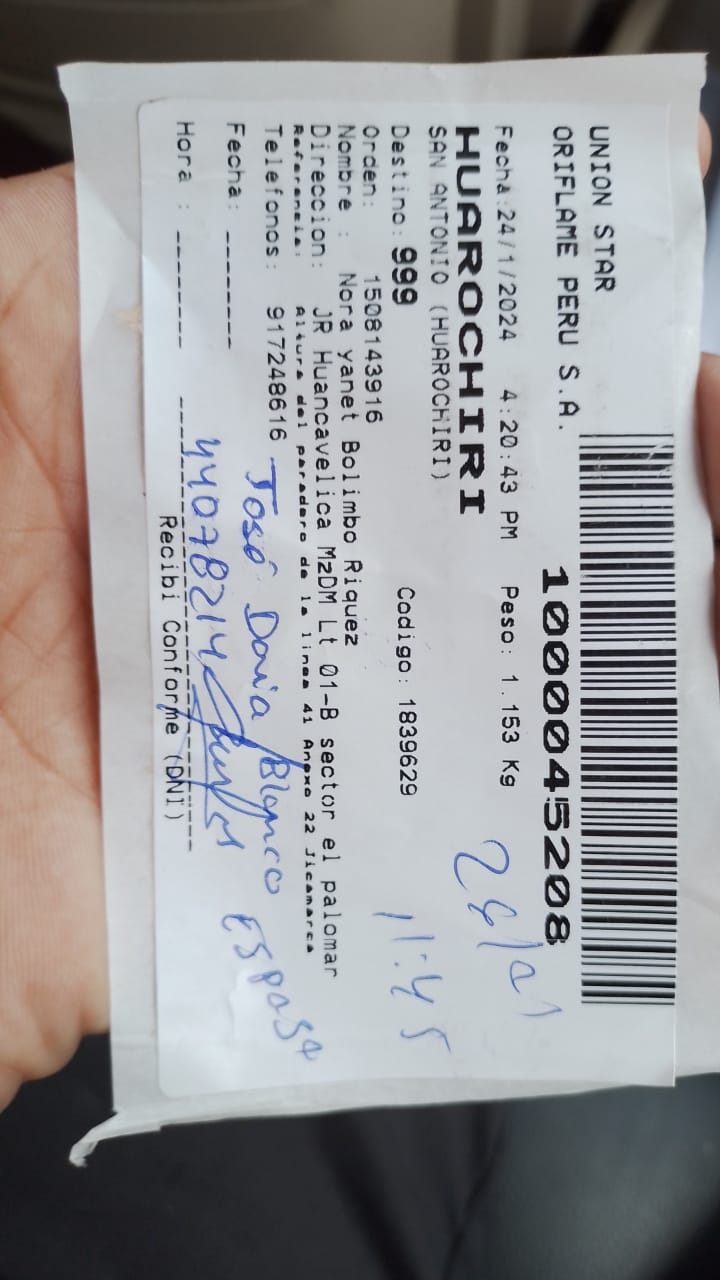 UNION STAR
ORIFLAME PERU S.A.
10000045208
Fecha:24/1/2024 4:20:43 PM Peso: 1.153 Kg
HUAROCHIRI
SAN ANTONIO (HUAROCHIRI)
26/01
Destino: 999 Codigo: 1839629
11:45
Orden: 1508143916
Nombre : Nora yanet Bolimbo Riquez
Direccion: JR Huancavelica MzDM Lt 01-B sector el palomar
Referencia: Altura del paradero de la linea 41 Anexo 22 Jicamarca
Telefonos: 917248616
José Blanco
Fecha: --------
44078214
Hora : --------
Recibi Conforme (DNI)